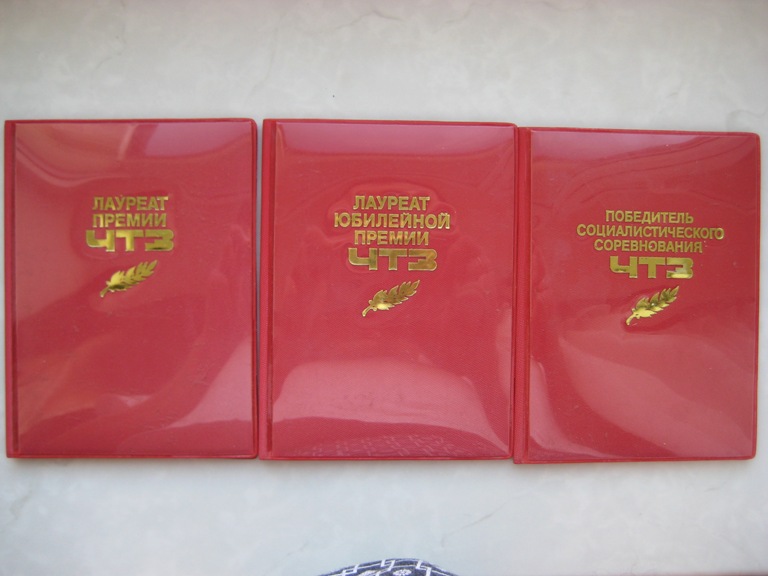 ЛАУРЕАТ
ПРЕМИИ
ЧТЗ
ЛАУРЕАТ
ЮБИЛЕЙНОЙ
ПРЕМИИ
ЧТЗ
ПОБЕДИТЕЛЬ
СОЦИАЛИСТИЧЕСКОГО
СОРЕВНОВАНИЯ
ЧТЗ